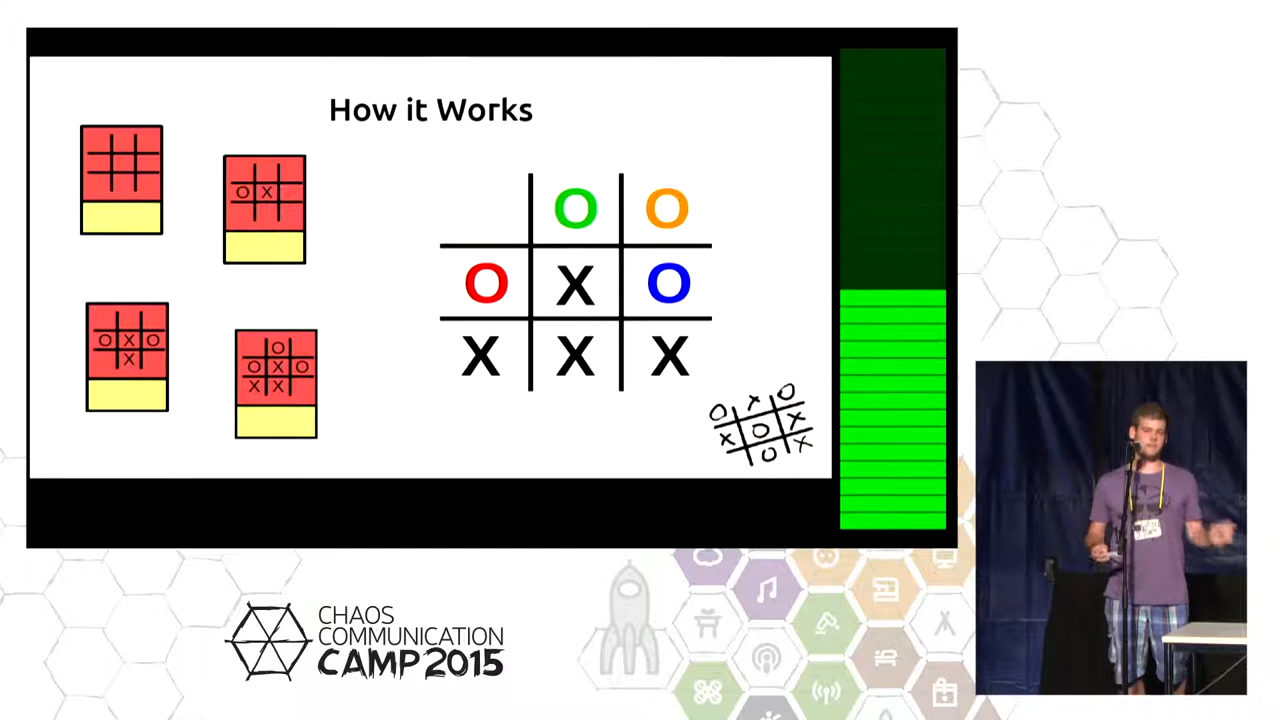 How it Works
O X
O X O
X
O
O X O
X X
O O
O X O
X X X
O X O
X O X
O X
CHAOS
COMMUNICATION
CAMP 2015